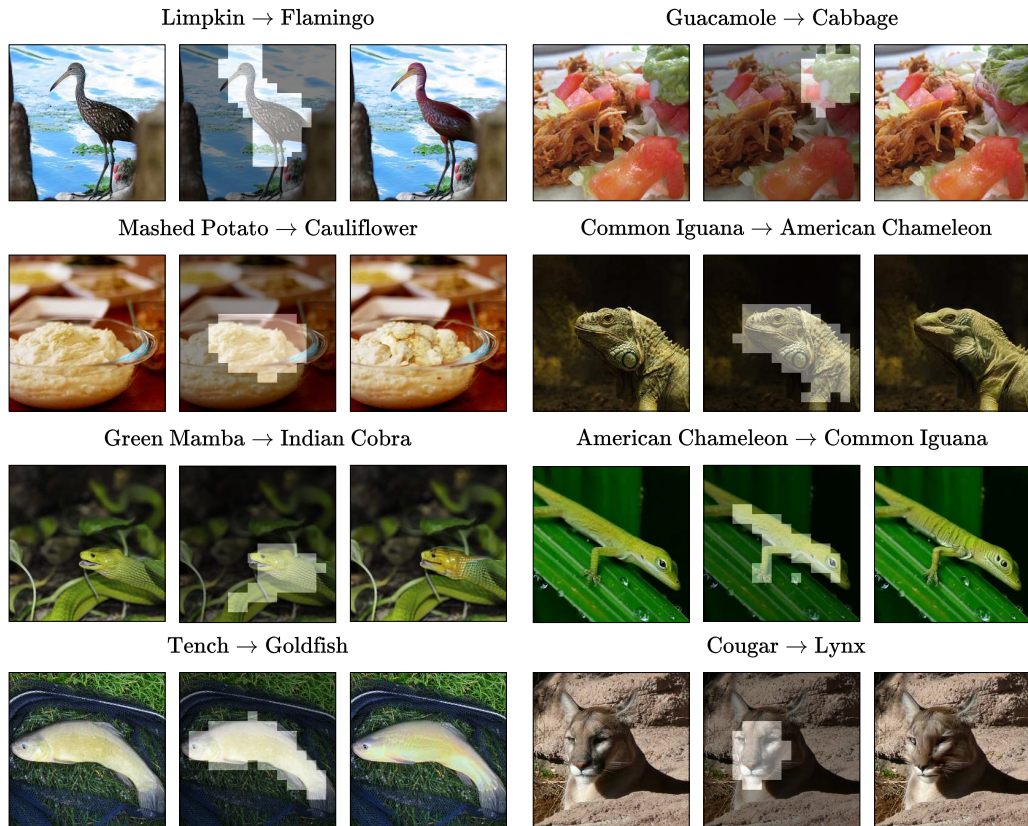 Limpkin → Flamingo
Guacamole → Cabbage
Mashed Potato → Cauliflower
Common Iguana → American Chameleon
Green Mamba → Indian Cobra
American Chameleon → Common Iguana
Tench → Goldfish
Cougar → Lynx